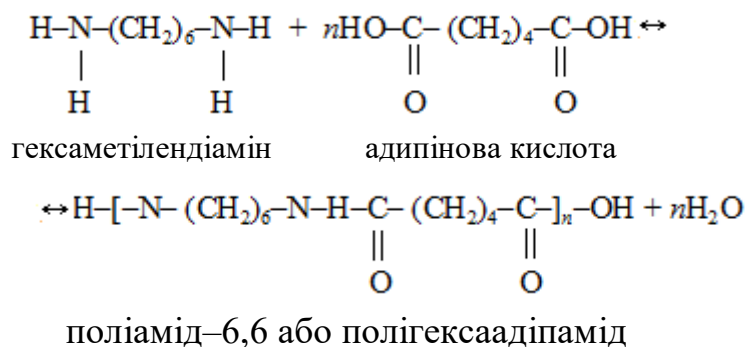 H–N–(CH₂)₆–N–H + nHO–C–(CH₂)₄–C–OH↔
| | || ||
H H O O
гексаметілендіамін адипінова кислота
↔H–[–N–(CH₂)₆–N–H–C–(CH₂)₄–C–]ₙ–OH + nH₂O
|| ||
O O
поліамід–6,6 або полігексаадіпамід